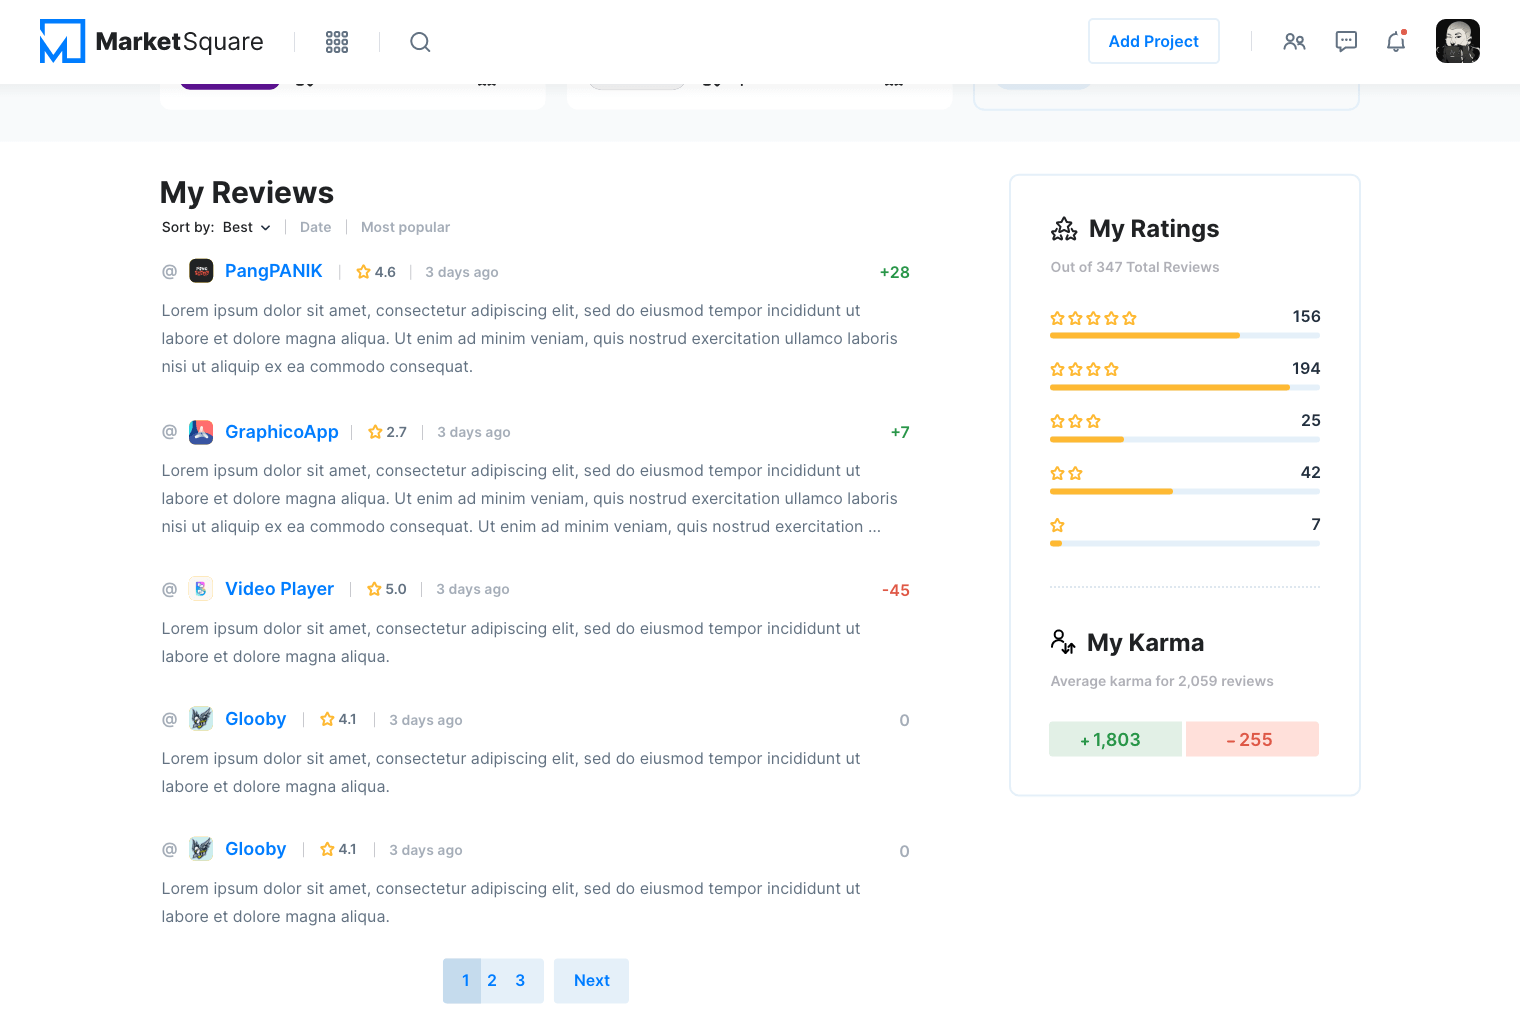 MarketSquare
Add Project
My Reviews
Sort by: Best Date Most popular
@ PangPANIK 4.6 3 days ago +28
Lorem ipsum dolor sit amet, consectetur adipiscing elit, sed do eiusmod tempor incididunt ut
labore et dolore magna aliqua. Ut enim ad minim veniam, quis nostrud exercitation ullamco laboris
nisi ut aliquip ex ea commodo consequat.
@ GraphicoApp 2.7 3 days ago +7
Lorem ipsum dolor sit amet, consectetur adipiscing elit, sed do eiusmod tempor incididunt ut
labore et dolore magna aliqua. Ut enim ad minim veniam, quis nostrud exercitation ullamco laboris
nisi ut aliquip ex ea commodo consequat. Ut enim ad minim veniam, quis nostrud exercitation ...
@ Video Player 5.0 3 days ago -45
Lorem ipsum dolor sit amet, consectetur adipiscing elit, sed do eiusmod tempor incididunt ut
labore et dolore magna aliqua.
@ Glooby 4.1 3 days ago 0
Lorem ipsum dolor sit amet, consectetur adipiscing elit, sed do eiusmod tempor incididunt ut
labore et dolore magna aliqua.
@ Glooby 4.1 3 days ago 0
Lorem ipsum dolor sit amet, consectetur adipiscing elit, sed do eiusmod tempor incididunt ut
labore et dolore magna aliqua.
1 2 3 Next
My Ratings
Out of 347 Total Reviews
156
194
25
42
7
My Karma
Average karma for 2,059 reviews
+1,803 –255